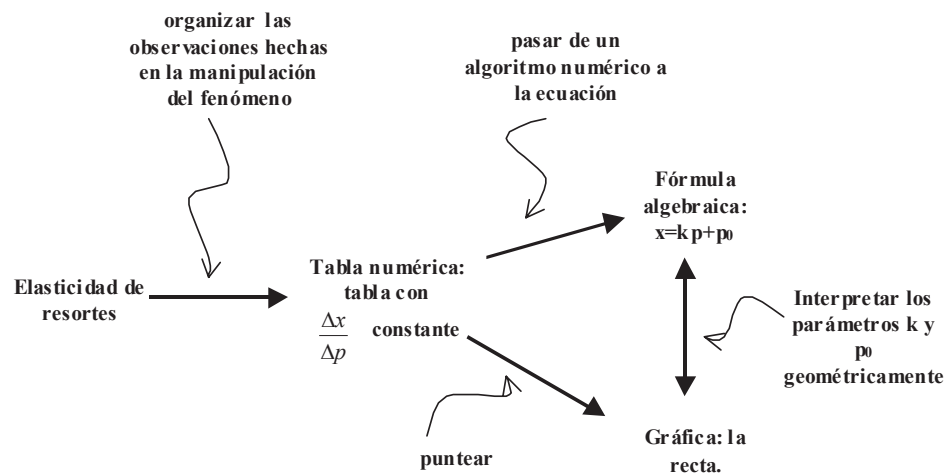 organizar las
observaciones hechas
en la manipulación
del fenómeno
pasar de un
algoritmo numérico a
la ecuación
Fórmula
algebraica:
x=kp+p₀
Elasticidad de
resortes
Tabla numérica:
tabla con
Δx
Δp
constante
Interpretar los
parámetros k y
p₀
geométricamente
puntear
Gráfica: la
recta.